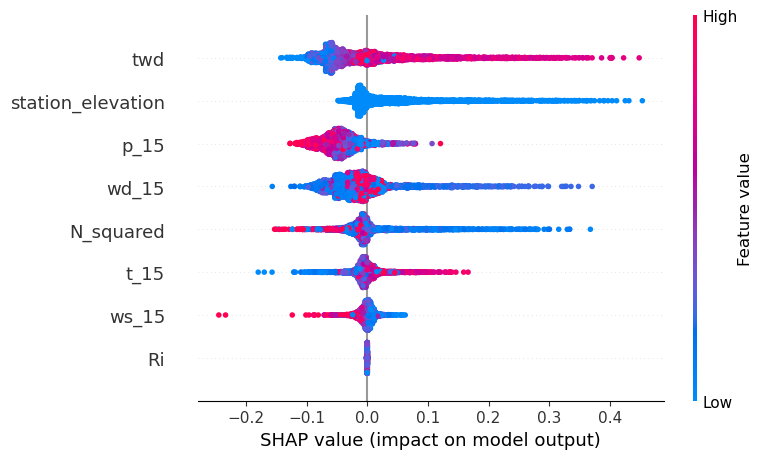 High
twd
station_elevation
p_15
wd_15
N_squared
t_15
ws_15
Ri
Feature value
Low
−0.2 −0.1 0.0 0.1 0.2 0.3 0.4
SHAP value (impact on model output)